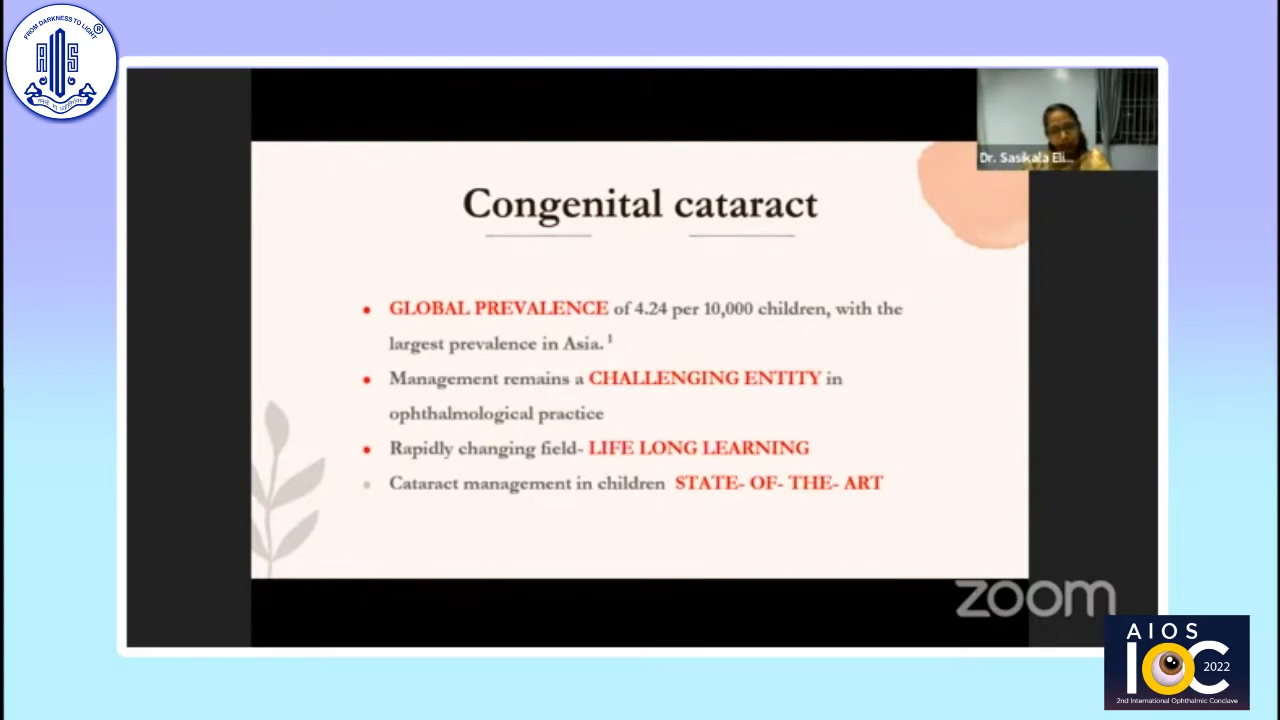 FROM DARKNESS TO LIGHT
®
AIOS
Dr. Sasikala Eli...
Congenital cataract
• GLOBAL PREVALENCE of 4.24 per 10,000 children, with the
largest prevalence in Asia. 1
• Management remains a CHALLENGING ENTITY in
ophthalmological practice
• Rapidly changing field- LIFE LONG LEARNING
• Cataract management in children STATE- OF- THE- ART
zoom
AIOS
IOC
2022
2nd International Ophthalmic Conclave